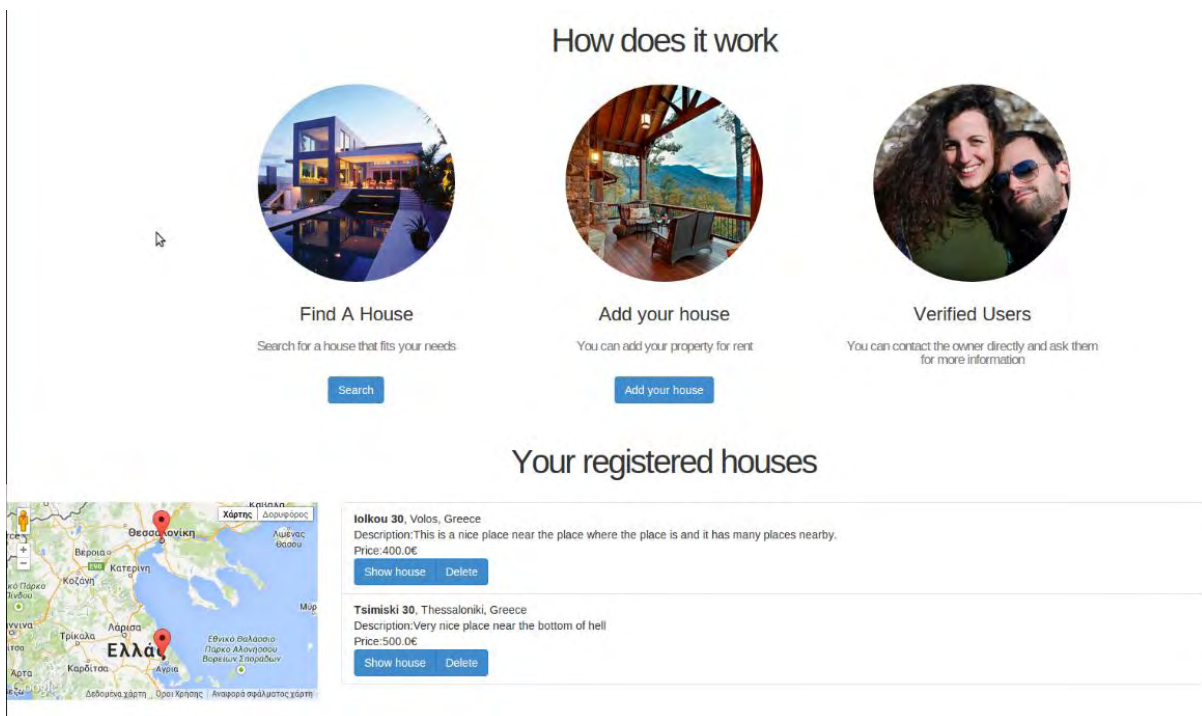 How does it work
Find A House
Add your house
Verified Users
Search for a house that fits your needs
You can add your property for rent
You can contact the owner directly and ask them
for more information
Search
Add your house
Your registered houses
Χάρτης
Δορυφόρος
Θεσσαλονίκη
Λιμένας
Θάσου
Βέροια
E90
Κατερίνη
Κοζάνη
Λάρισα
Τρίκαλα
Ελλάς
Εθνικό Θαλάσσιο
Πάρκο Αλοννήσου
Βορείων Σποράδων
Άρτα
Καρδίτσα
Αγριά
Δεδομένα χάρτη
Όροι Χρήσης
Αναφορά σφάλματος χάρτη
Iolkou 30, Volos, Greece
Description:This is a nice place near the place where the place is and it has many places nearby.
Price:400.0€
Show house
Delete
Tsimiski 30, Thessaloniki, Greece
Description:Very nice place near the bottom of hell
Price:500.0€
Show house
Delete